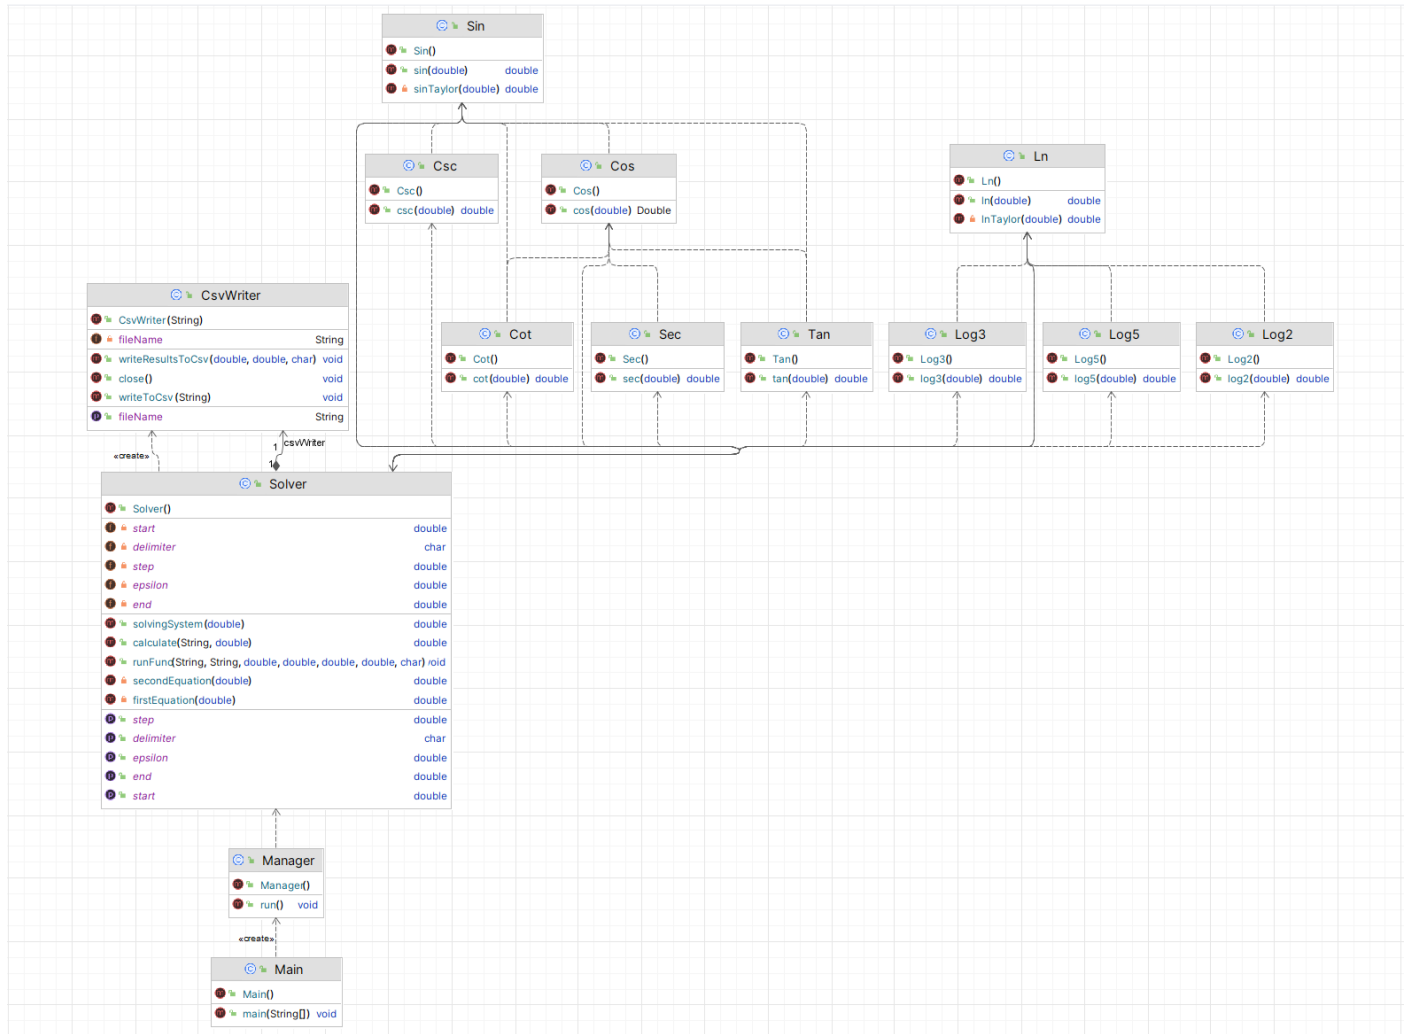 Sin
Sin()
sin(double) double
sinTaylor(double) double
Csc
Csc()
csc(double) double
Cos
Cos()
cos(double) Double
Ln
Ln()
ln(double) double
lnTaylor(double) double
CsvWriter
CsvWriter(String)
fileName String
writeResultsToCsv(double, double, char) void
close() void
writeToCsv(String) void
fileName String
Cot
Cot()
cot(double) double
Sec
Sec()
sec(double) double
Tan
Tan()
tan(double) double
Log3
Log3()
log3(double) double
Log5
Log5()
log5(double) double
Log2
Log2()
log2(double) double
«create»
1
csvWriter
1
Solver
Solver()
start double
delimiter char
step double
epsilon double
end double
solvingSystem(double) double
calculate(String, double) double
runFunc(String, String, double, double, double, double, char) void
secondEquation(double) double
firstEquation(double) double
step double
delimiter char
epsilon double
end double
start double
Manager
Manager()
run() void
«create»
Main
Main()
main(String[]) void